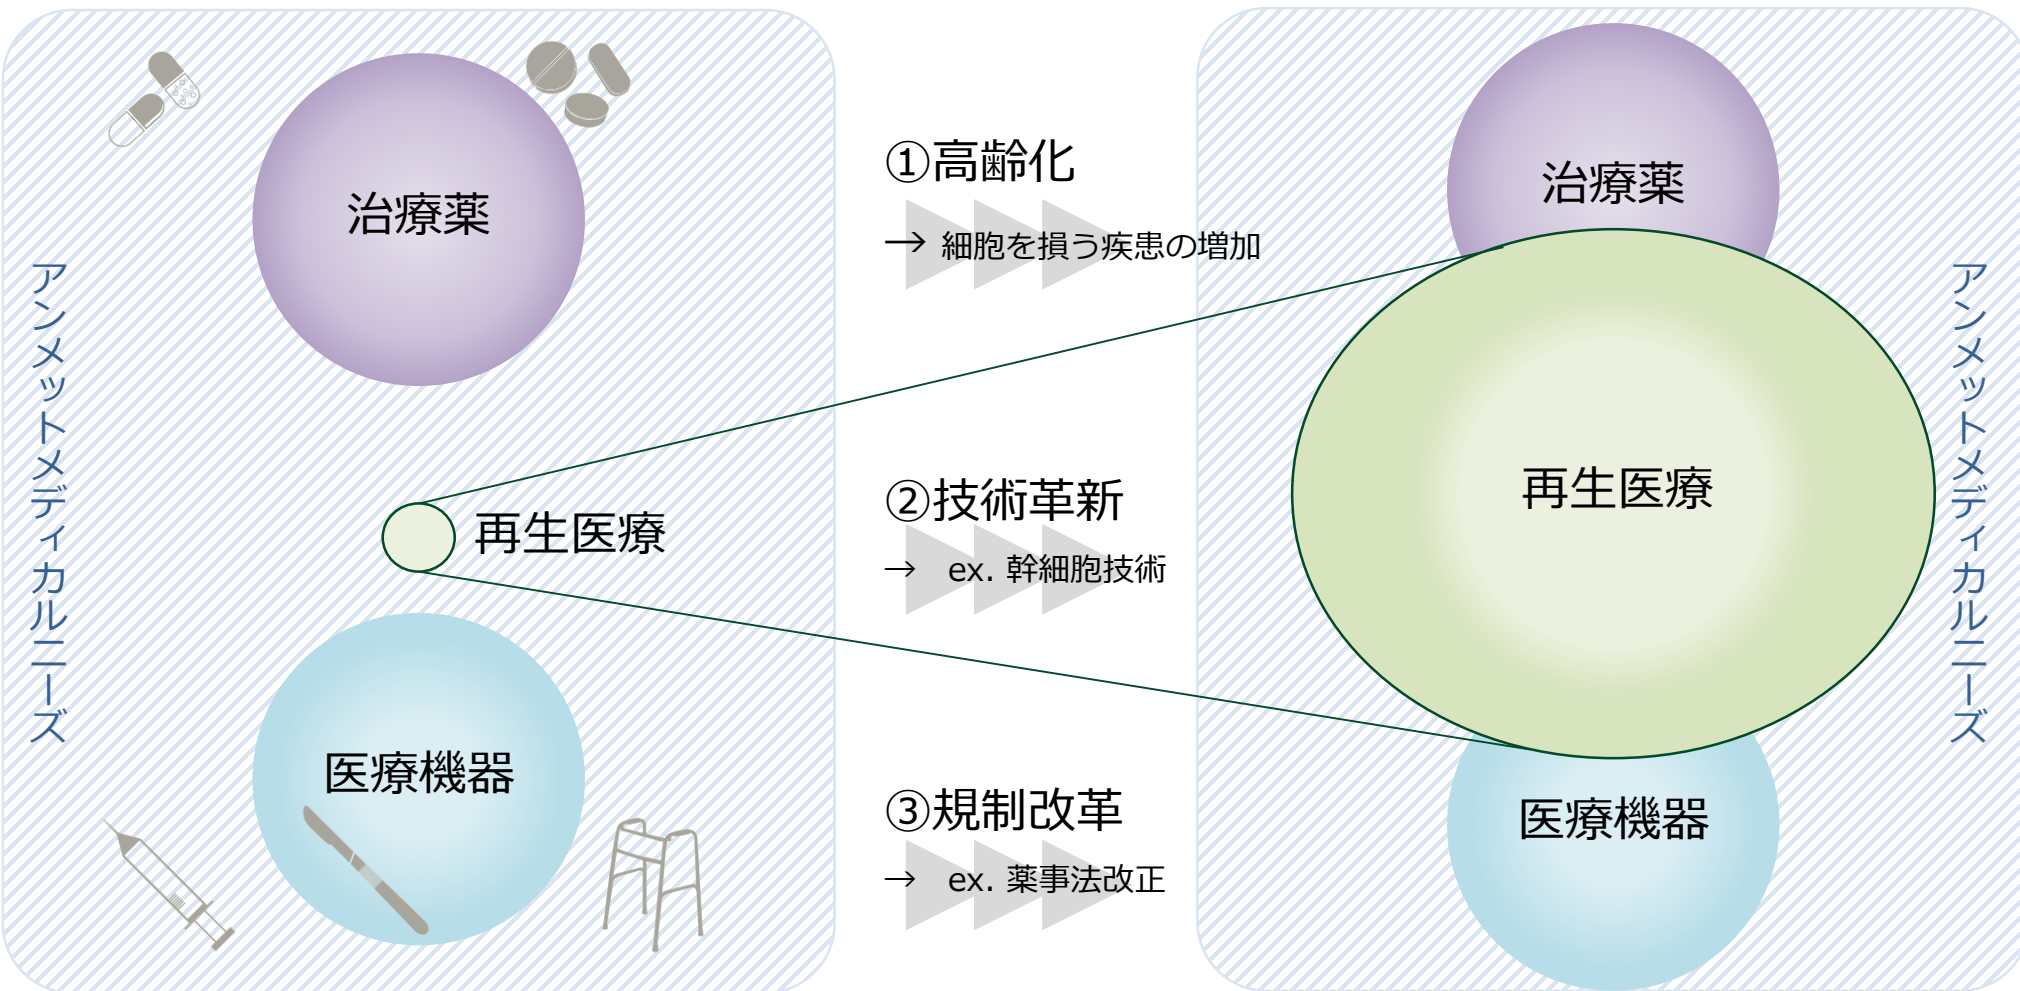 アンメットメディカルニーズ
治療薬
再生医療
医療機器
①高齢化
→ 細胞を損う疾患の増加
②技術革新
→ ex. 幹細胞技術
③規制改革
→ ex. 薬事法改正
治療薬
再生医療
医療機器
アンメットメディカルニーズ